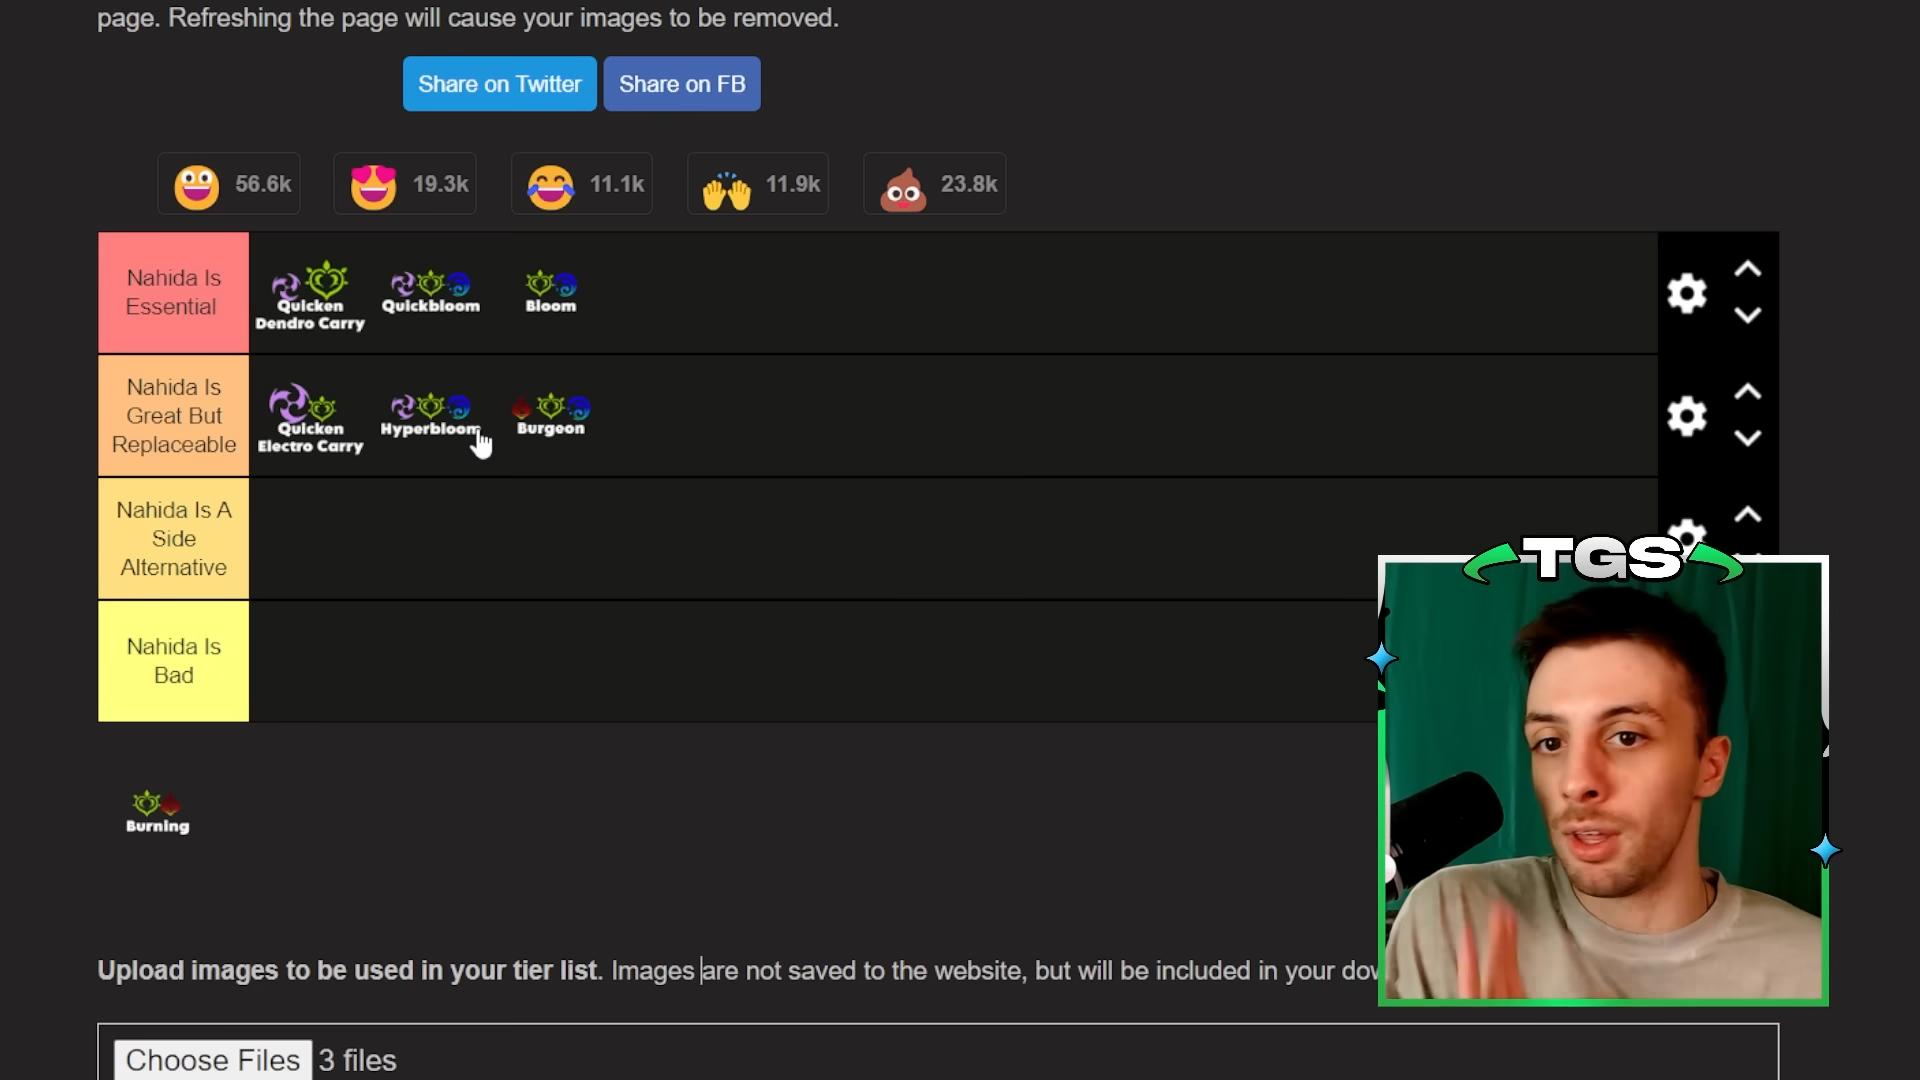 page. Refreshing the page will cause your images to be removed.
Share on Twitter Share on FB
56.6k 19.3k 11.1k 11.9k 23.8k
Nahida Is
Essential
Quicken
Dendro Carry
Quickbloom
Bloom
Nahida Is
Great But
Replaceable
Quicken
Electro Carry
Hyperbloom
Burgeon
Nahida Is A
Side
Alternative
Nahida Is
Bad
TGS
Burning
Upload images to be used in your tier list. Images are not saved to the website, but will be included in your
Choose Files 3 files